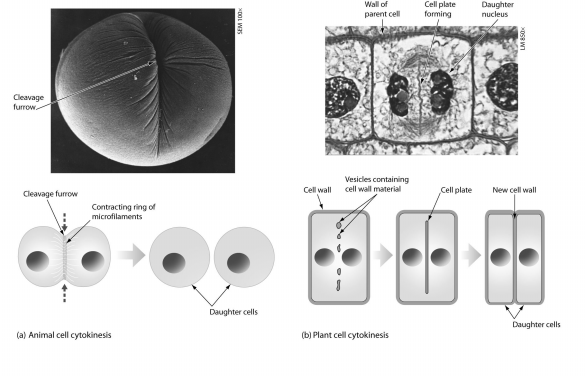 SEM 100×
Cleavage
furrow
Wall of
parent cell
Cell plate
forming
Daughter
nucleus
LM 850×
Cleavage furrow
Contracting ring of
microfilaments
Daughter cells
(a) Animal cell cytokinesis
Cell wall
Vesicles containing
cell wall material
Cell plate
New cell wall
Daughter cells
(b) Plant cell cytokinesis